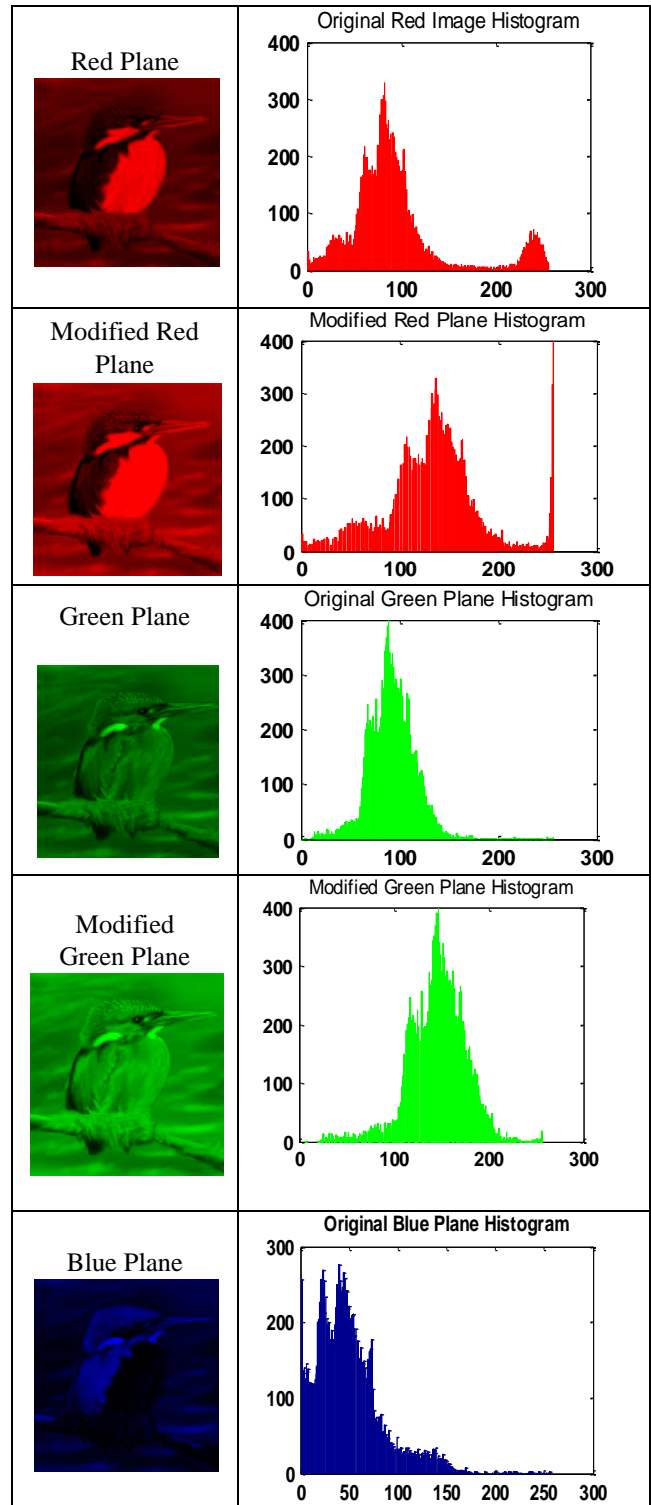 Red Plane
Original Red Image Histogram
400
300
200
100
0
0 100 200 300
Modified Red
Plane
Modified Red Plane Histogram
400
300
200
100
0
0 100 200 300
Green Plane
Original Green Plane Histogram
400
300
200
100
0
0 100 200 300
Modified
Green Plane
Modified Green Plane Histogram
400
300
200
100
0
0 100 200 300
Blue Plane
Original Blue Plane Histogram
300
200
100
0
0 50 100 150 200 250 300